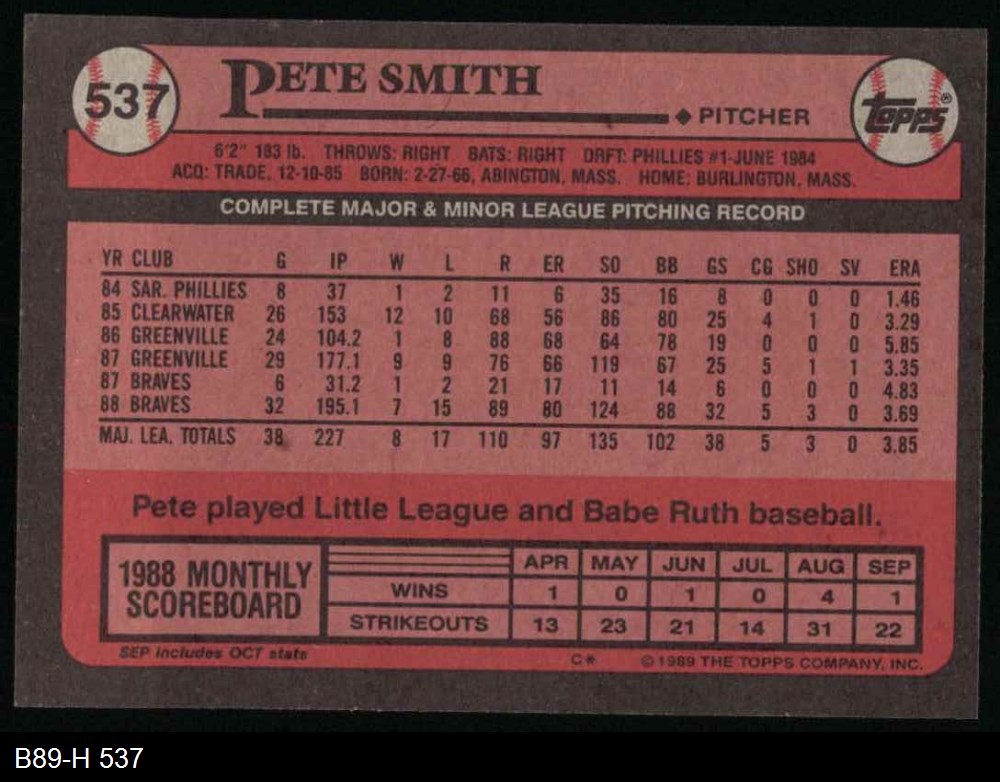 537
PETE SMITH
PITCHER
TOPPS®
6'2" 183 lb. THROWS: RIGHT BATS: RIGHT DRFT: PHILLIES #1-JUNE 1984
ACQ: TRADE, 12-10-85 BORN: 2-27-66, ABINGTON, MASS. HOME: BURLINGTON, MASS.
COMPLETE MAJOR & MINOR LEAGUE PITCHING RECORD
YR CLUB G IP W L R ER SO BB GS CG SHO SV ERA
84 SAR. PHILLIES 8 37 1 2 11 6 35 16 8 0 0 0 1.46
85 CLEARWATER 26 153 12 10 68 56 86 80 25 4 1 0 3.29
86 GREENVILLE 24 104.2 1 8 88 68 64 78 19 0 0 0 5.85
87 GREENVILLE 29 177.1 9 9 76 66 119 67 25 5 1 1 3.35
87 BRAVES 6 31.2 1 2 21 17 11 14 6 0 0 0 4.83
88 BRAVES 32 195.1 7 15 89 80 124 88 32 5 3 0 3.69
MAJ. LEA. TOTALS 38 227 8 17 110 97 135 102 38 5 3 0 3.85
Pete played Little League and Babe Ruth baseball.
1988 MONTHLY
SCOREBOARD
APR MAY JUN JUL AUG SEP
WINS 1 0 1 0 4 1
STRIKEOUTS 13 23 21 14 31 22
SEP includes OCT stats
C* ©1989 THE TOPPS COMPANY, INC.
B89-H 537